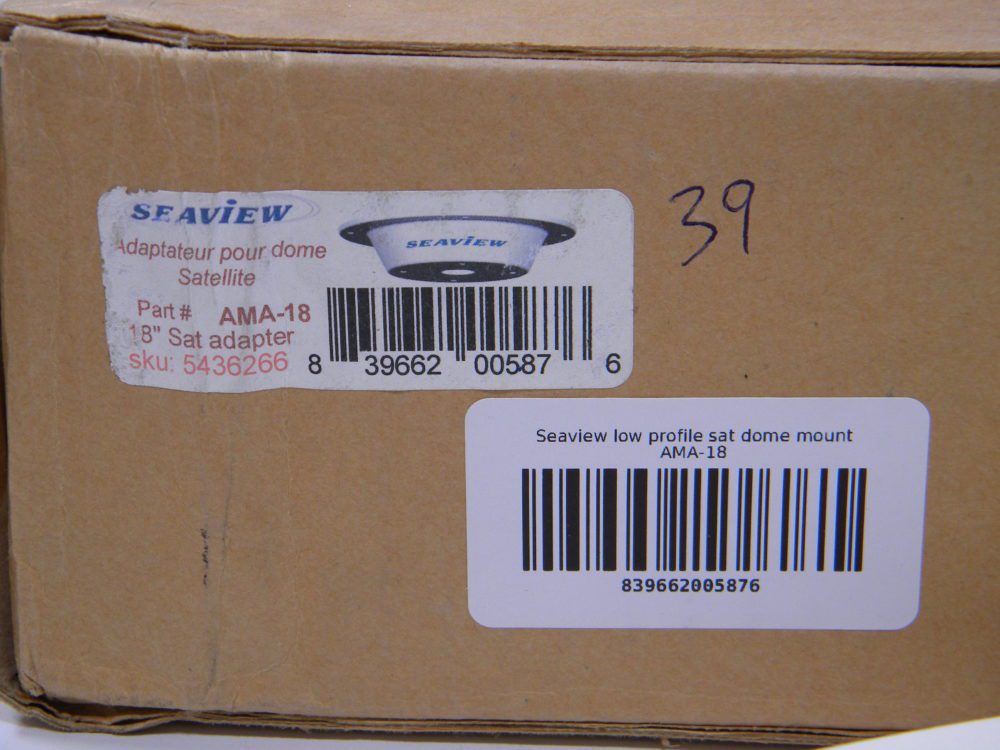 SEAVIEW
SEAVIEW
Adaptateur pour dome
Satellite
Part # AMA-18
18" Sat adapter
sku: 5436266
8 39662 00587 6
39
Seaview low profile sat dome mount
AMA-18
839662005876